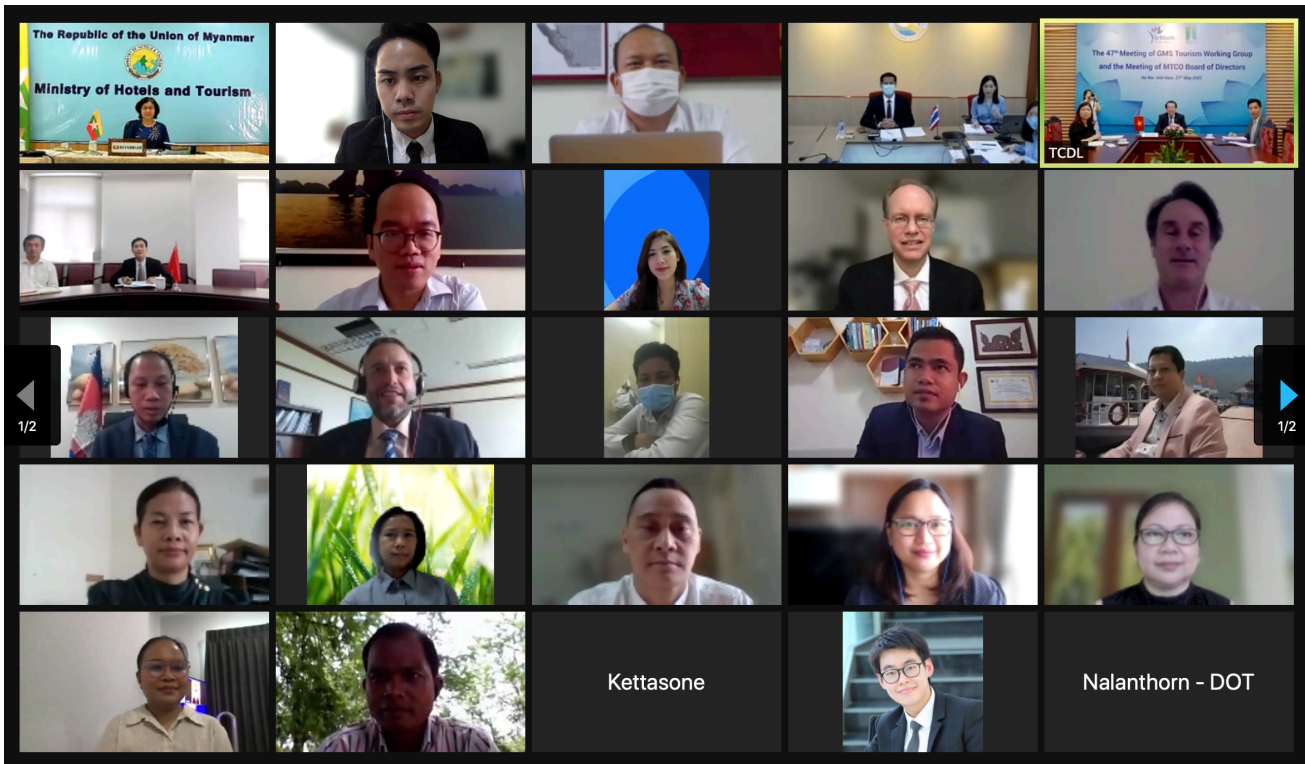 The Republic of the Union of Myanmar
Ministry of Hotels and Tourism
The 47th Meeting of GMS Tourism Working Group
and the Meeting of MTCO Board of Directors
TCDL
1/2
1/2
Kettasone
Nalanthorn - DOT